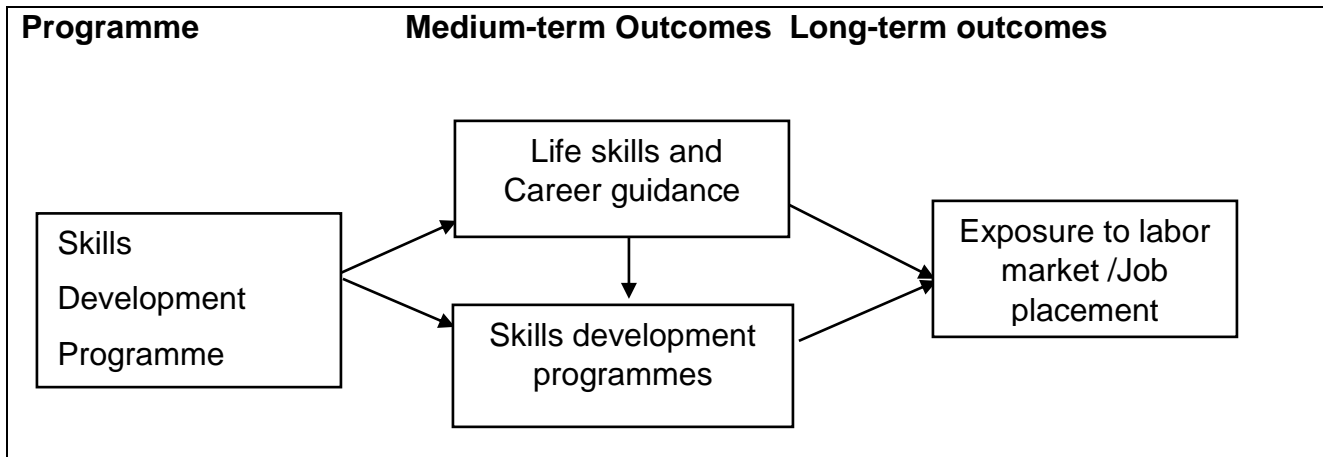 Programme Medium-term Outcomes Long-term outcomes
Life skills and
Career guidance
Skills
Development
Programme
Skills development
programmes
Exposure to labor
market /Job
placement